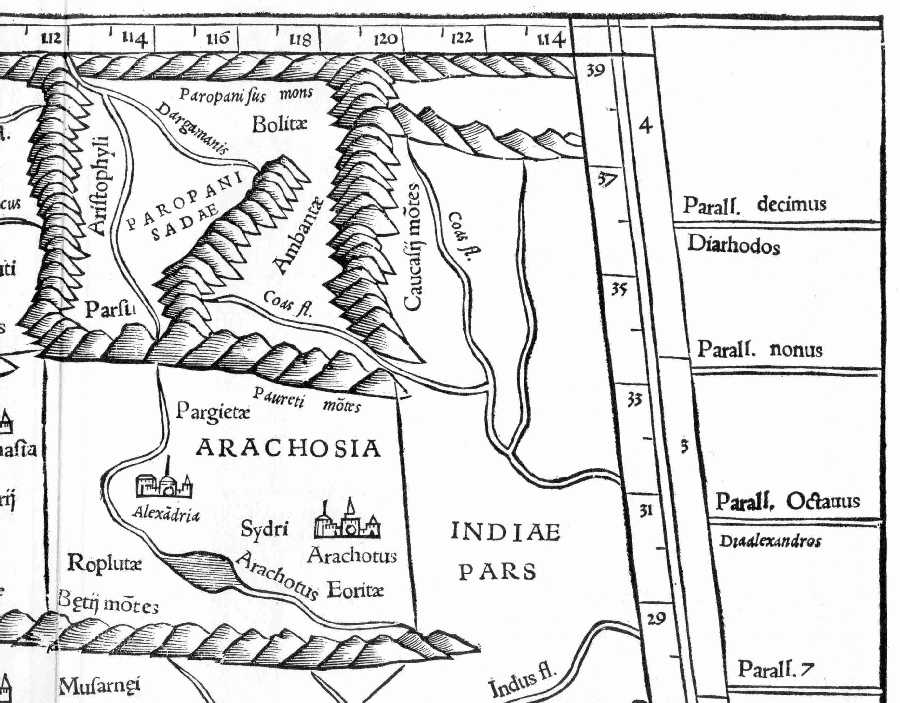 112 114 116 118 120 122 114
39
Paropaniſus mons
Dargamanis
Bolitæ
4
Ariſtophyli
37
PAROPANI
SADAE
Ambautæ
Caucaſij mõtes
Coas fl.
Parall. decimus
Diarhodos
35
Coas fl.
Parſii
Parall. nonus
33
Paureti mõtes
Pargietæ
ARACHOSIA
3
31
Parall. Octauus
Diaalexandros
Alexãdria
Sydri
Arachotus
INDIAE
PARS
Roplutæ
Arachotus
Eoritæ
Bętij mõtes
29
Parall. 7
Muſarnęi
Indus fl.